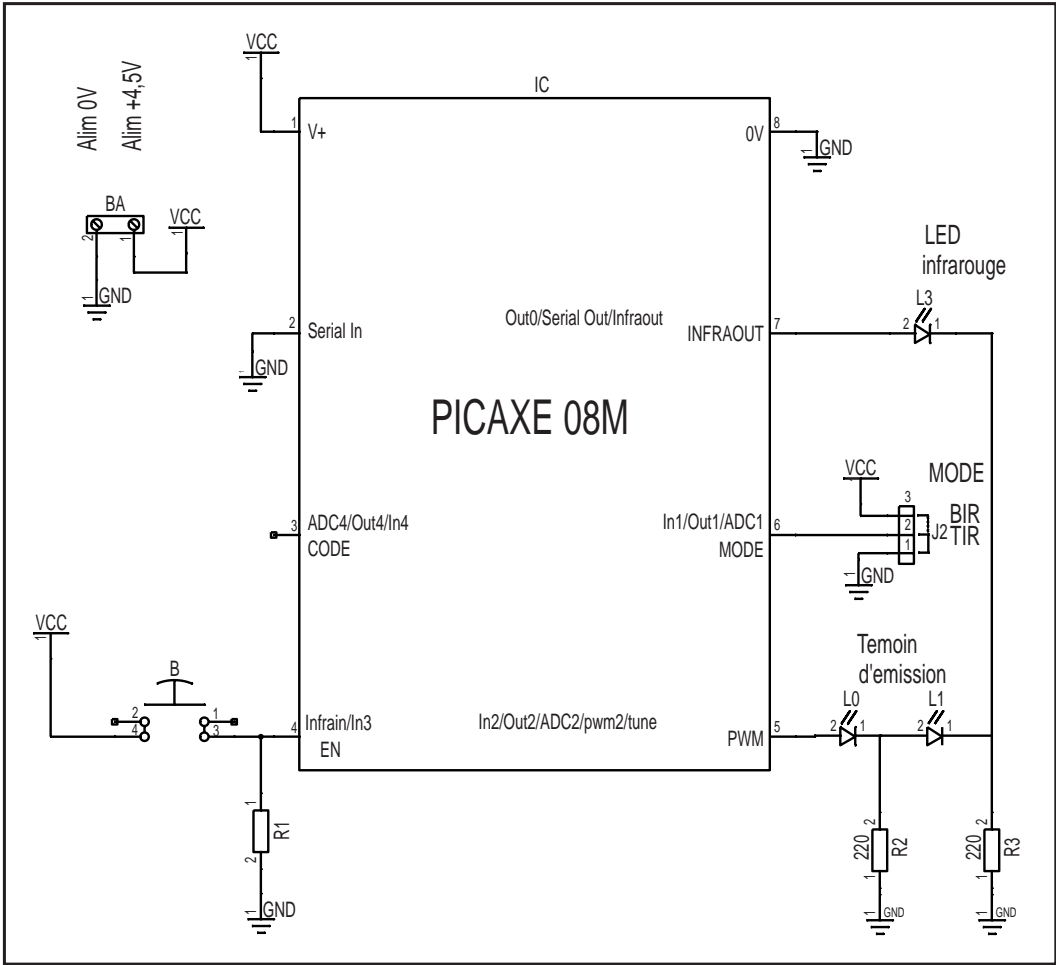 VCC
1
Alim 0V
Alim +4,5V
IC
1
V+
8
0V
1
GND
BA
2
1
VCC
1
1
GND
LED
infrarouge
L3
2
1
2
Serial In
Out0/Serial Out/Infraout
7
INFRAOUT
1
GND
PICAXE 08M
VCC
1
MODE
3
BIR
2
J2
TIR
1
3
ADC4/Out4/In4
CODE
In1/Out1/ADC1
6
MODE
1
GND
VCC
1
B
2
1
4
3
4
Infrain/In3
EN
In2/Out2/ADC2/pwm2/tune
5
PWM
Temoin
d'emission
L0
L1
2
1
2
1
1
R1
2
2
220
R2
1
2
220
R3
1
1
GND
1
GND
1
GND